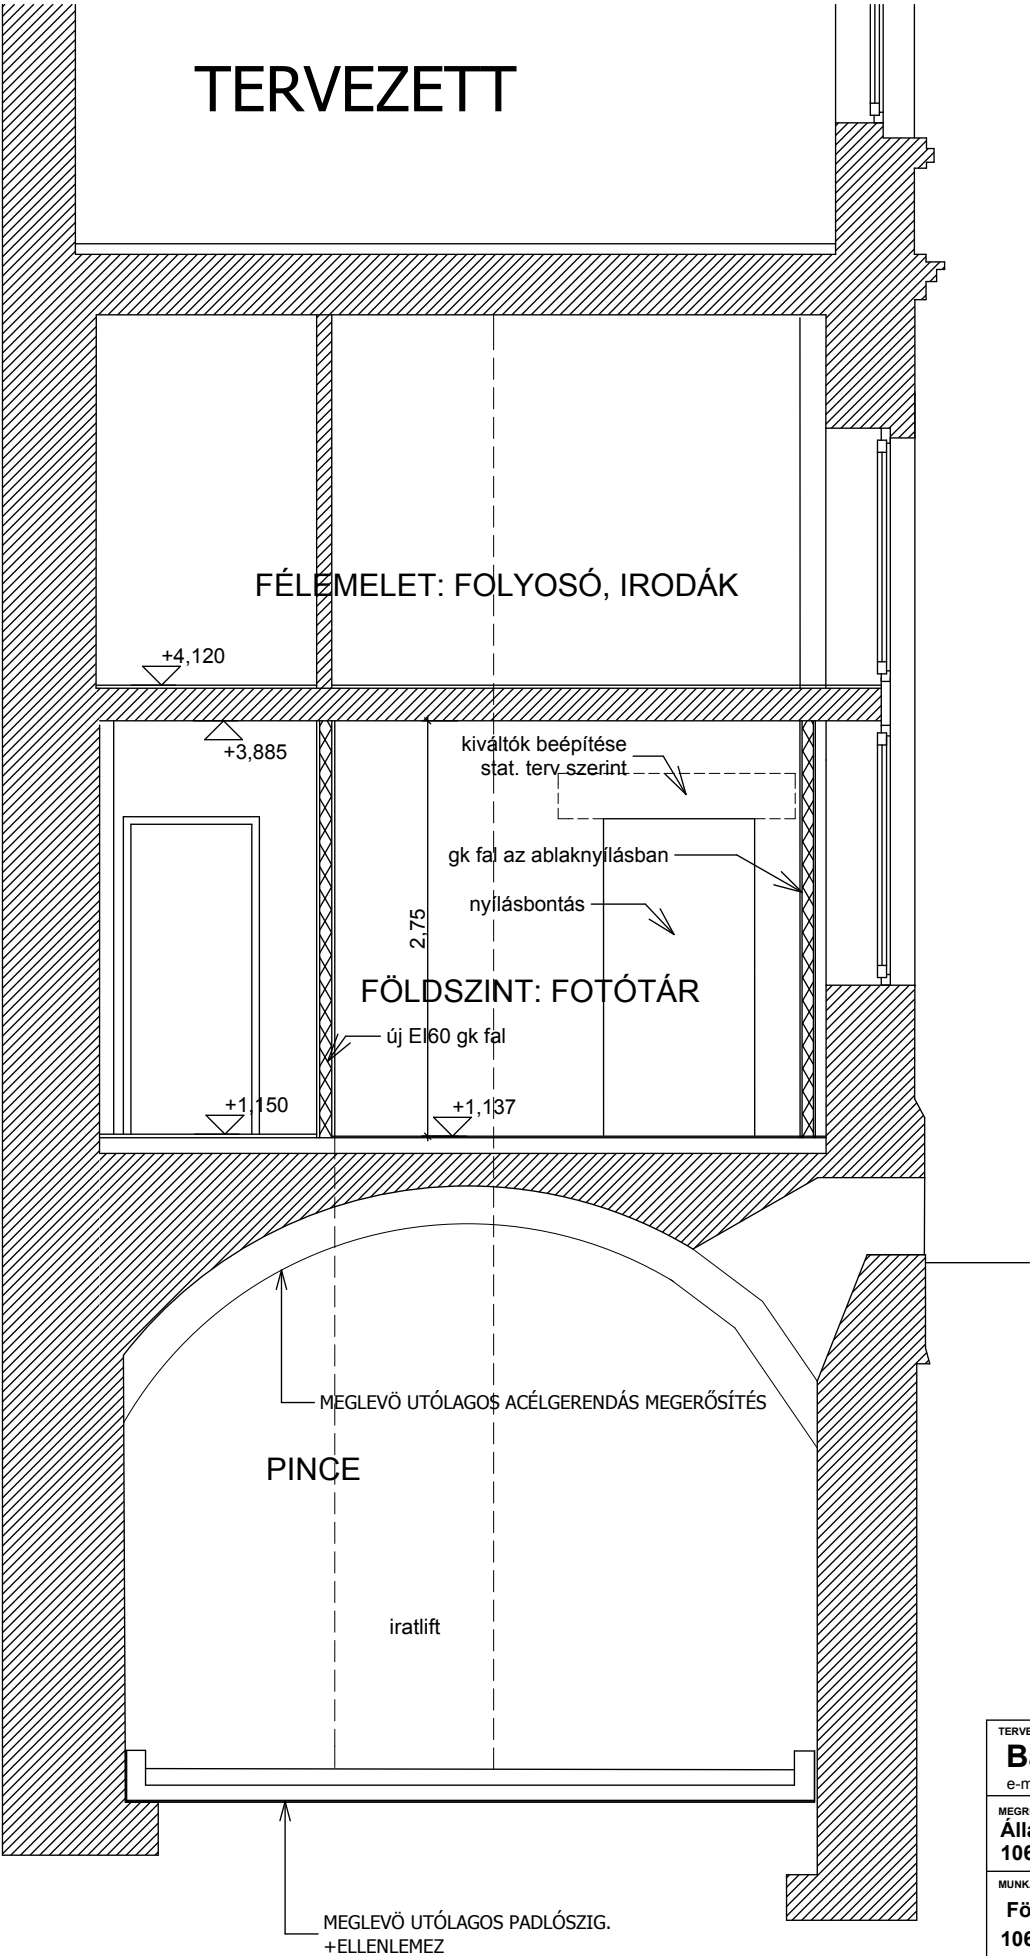 TERVEZETT
FÉLEMELET: FOLYOSÓ, IRODÁK
+4,120
+3,885
kiváltók beépítése
stat. terv szerint
gk fal az ablaknyílásban
nyílásbontás
2,75
FÖLDSZINT: FOTÓTÁR
új EI60 gk fal
+1,150
+1,137
MEGLEVÖ UTÓLAGOS ACÉLGERENDÁS MEGERŐSÍTÉS
PINCE
iratlift
MEGLEVÖ UTÓLAGOS PADLÓSZIG.
+ELLENLEMEZ
106
106